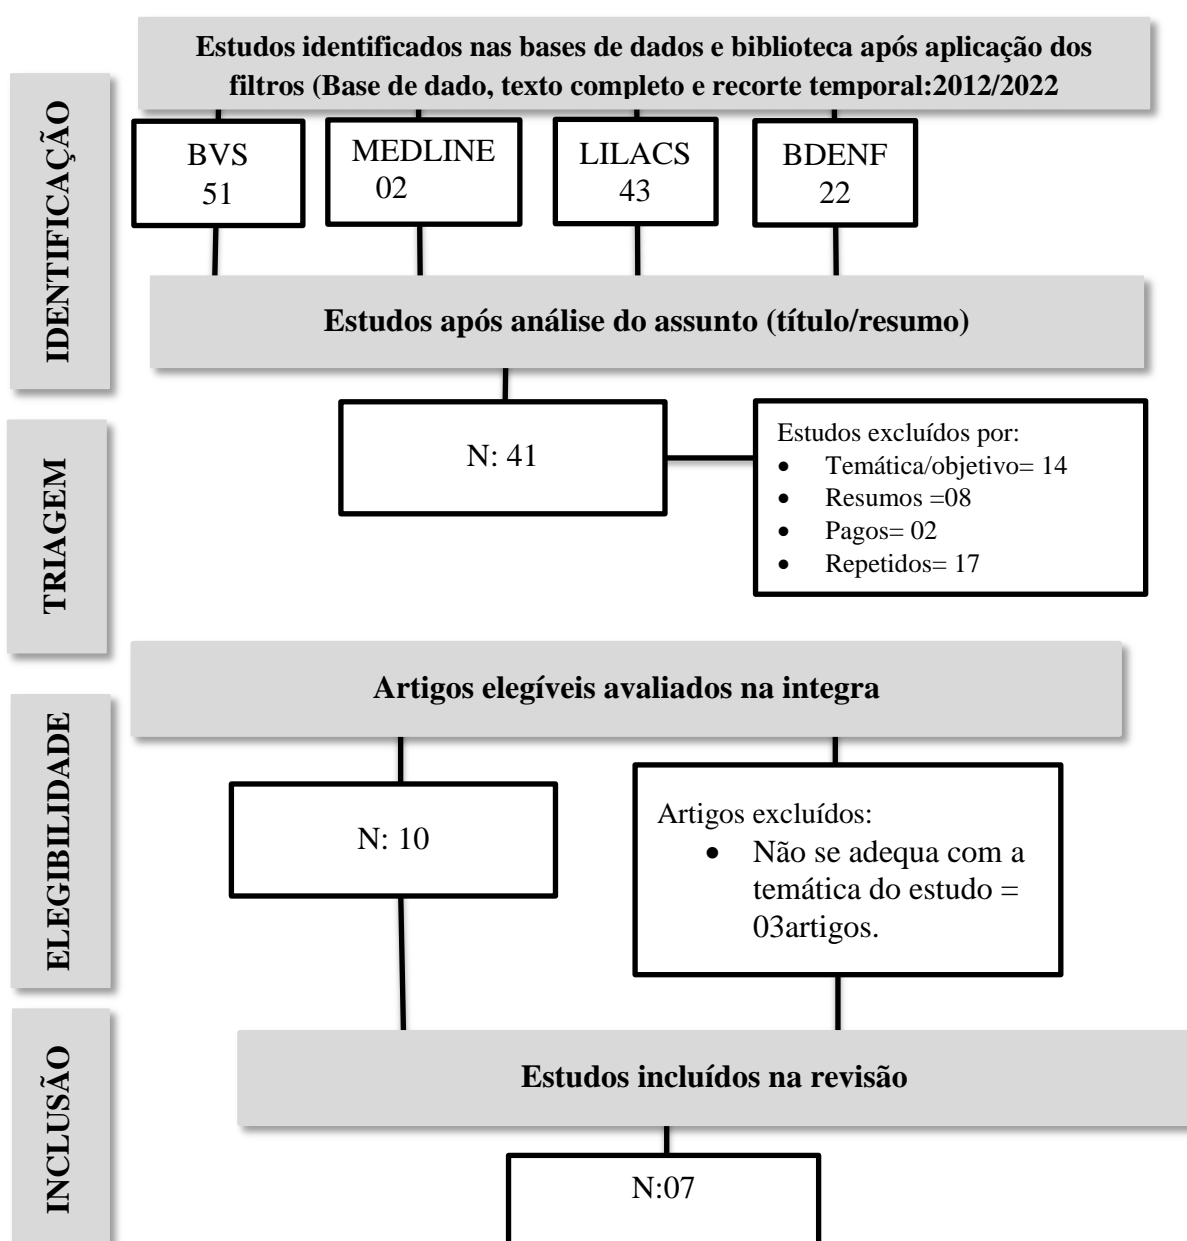 Estudos identificados nas bases de dados e biblioteca após aplicação dos
filtros (Base de dado, texto completo e recorte temporal:2012/2022
IDENTIFICAÇÃO
BVS
51
MEDLINE
02
LILACS
43
BDENF
22
Estudos após análise do assunto (título/resumo)
TRIAGEM
N: 41
Estudos excluídos por:
• Temática/objetivo= 14
• Resumos =08
• Pagos= 02
• Repetidos= 17
Artigos elegíveis avaliados na integra
ELEGIBILIDADE
N: 10
Artigos excluídos:
• Não se adequa com a
temática do estudo =
03artigos.
INCLUSÃO
Estudos incluídos na revisão
N:07